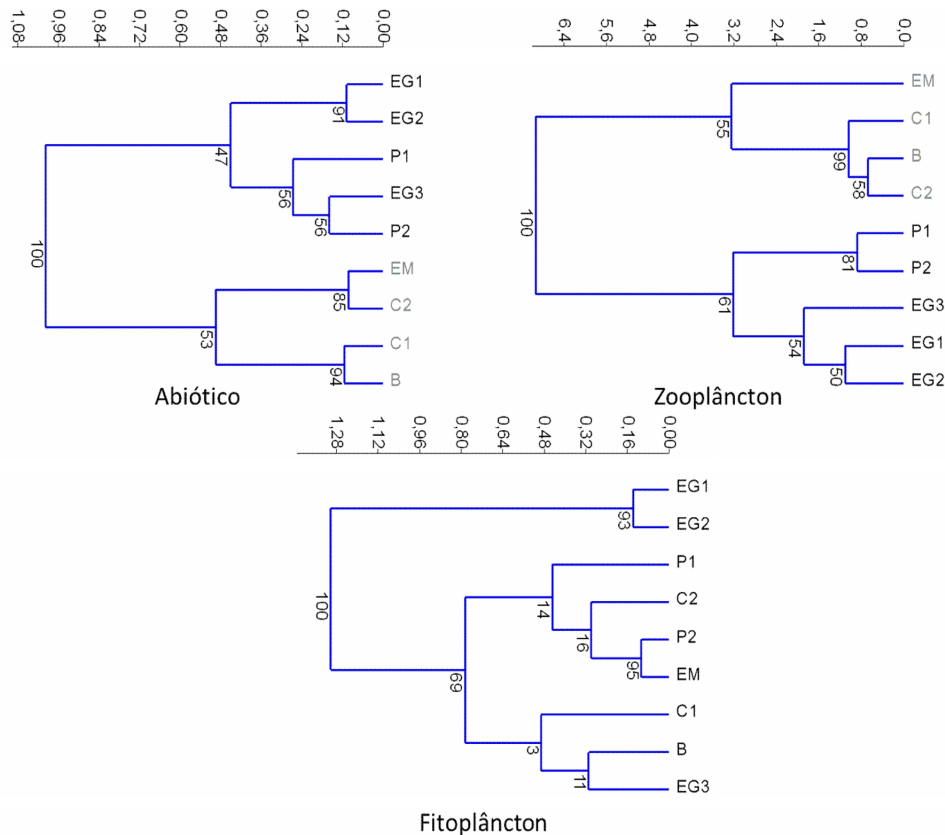 1,08 0,96 0,84 0,72 0,60 0,48 0,36 0,24 0,12 0,00
EG1
EG2
P1
EG3
P2
EM
C2
C1
B
91
47
56
56
100
85
53
94
Abiótico
6,4 5,6 4,8 4,0 3,2 2,4 1,6 0,8 0,0
EM
C1
B
C2
P1
P2
EG3
EG1
EG2
55
99
58
100
81
61
54
50
Zooplâncton
1,28 1,12 0,96 0,80 0,64 0,48 0,32 0,16 0,00
EG1
EG2
P1
C2
P2
EM
C1
B
EG3
93
100
14
16
95
69
3
11
Fitoplâncton